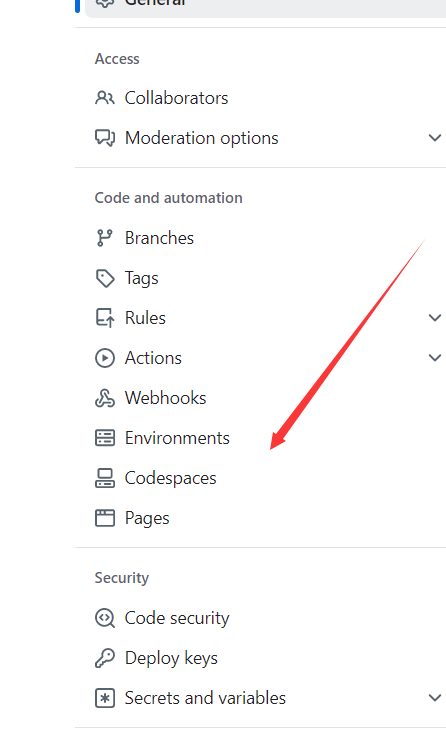 General
Access
Collaborators
Moderation options
Code and automation
Branches
Tags
Rules
Actions
Webhooks
Environments
Codespaces
Pages
Security
Code security
Deploy keys
Secrets and variables